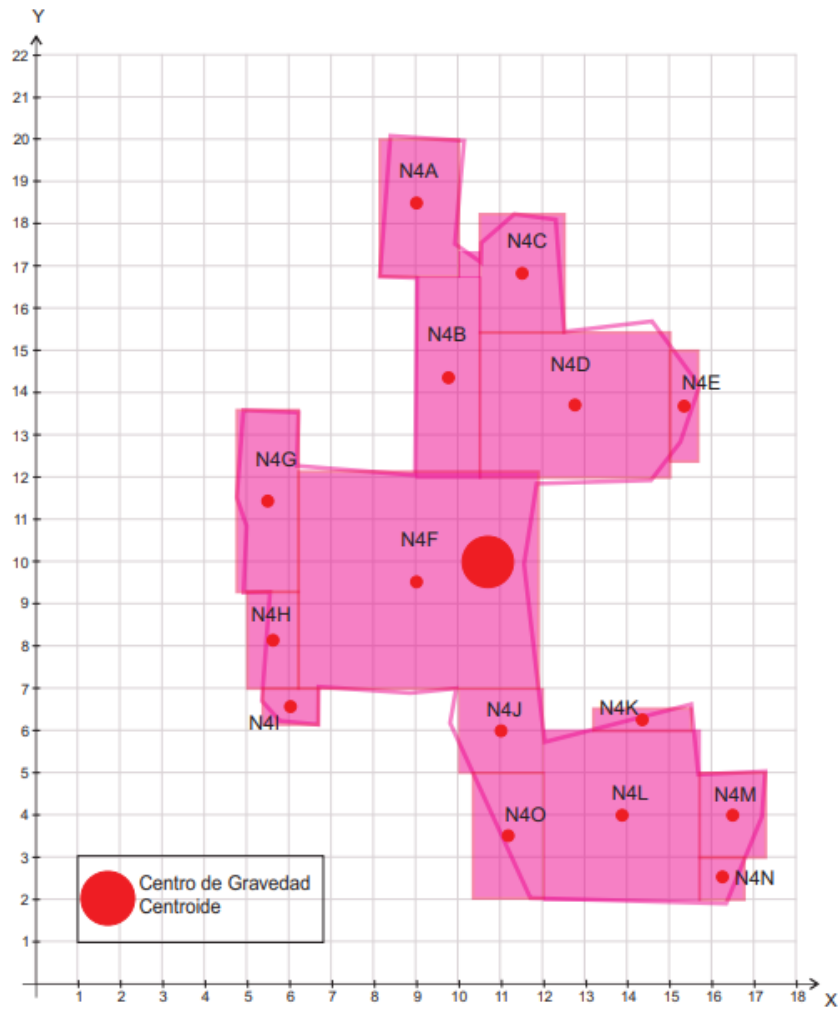 Y
22
21
20
19
18
17
16
15
14
13
12
11
10
9
8
7
6
5
4
3
2
1
N4A
N4C
N4B
N4D
N4E
N4G
N4F
N4H
N4I
N4J
N4K
N4O
N4L
N4M
N4N
Centro de Gravedad
Centroide
1 2 3 4 5 6 7 8 9 10 11 12 13 14 15 16 17 18 X